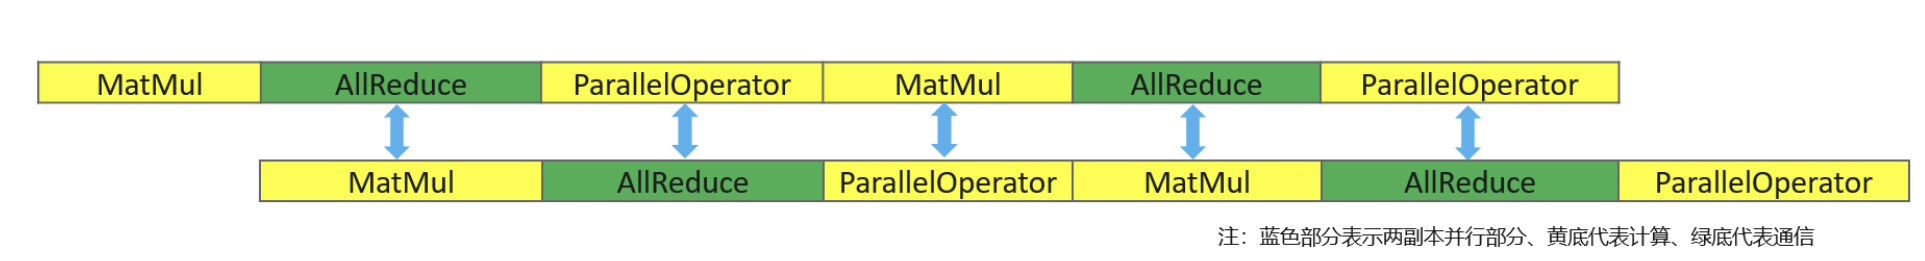 MatMul AllReduce ParallelOperator MatMul AllReduce ParallelOperator
MatMul AllReduce ParallelOperator MatMul AllReduce ParallelOperator
注：蓝色部分表示两副本并行部分、黄底代表计算、绿底代表通信